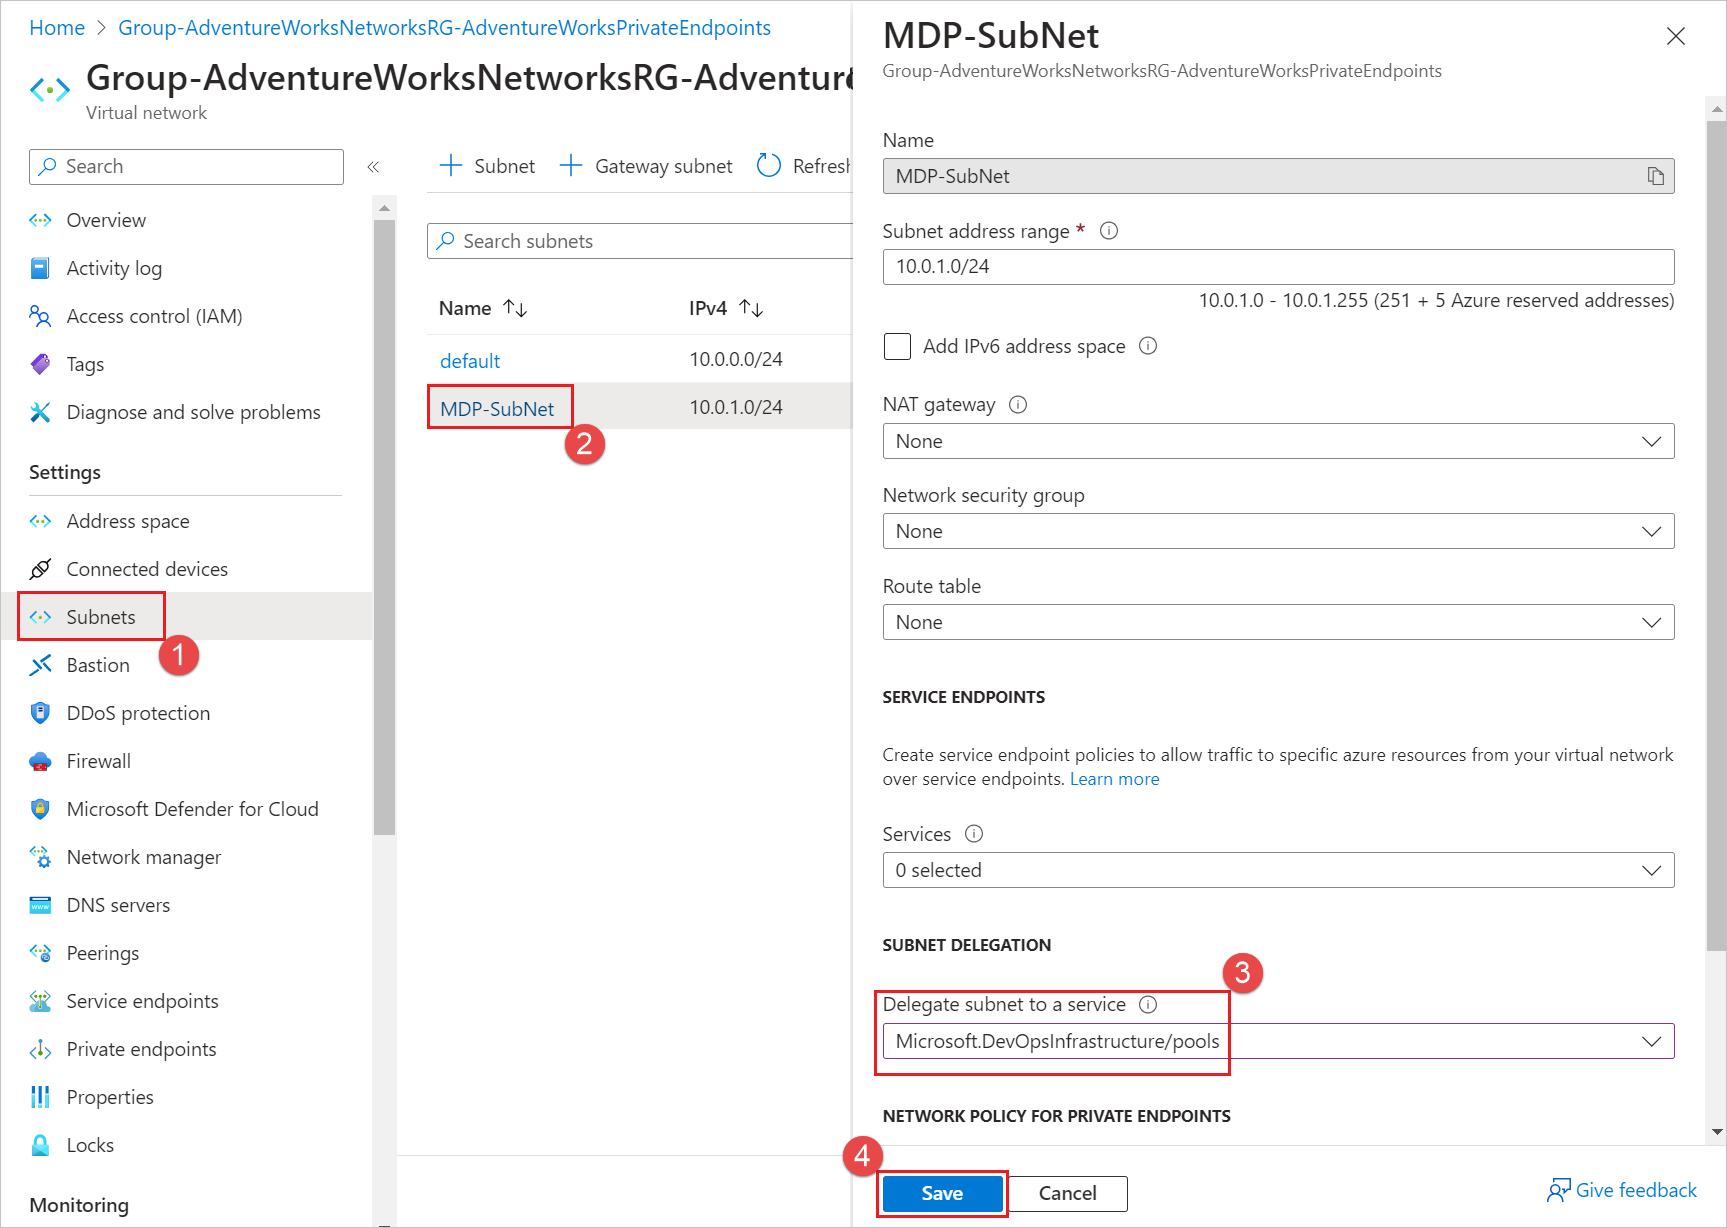 Home > Group-AdventureWorksNetworksRG-AdventureWorksPrivateEndpoints
Group-AdventureWorksNetworksRG-Adventure
Virtual network
Search
«
Overview
Activity log
Access control (IAM)
Tags
Diagnose and solve problems
Settings
Address space
Connected devices
Subnets
1
Bastion
DDoS protection
Firewall
Microsoft Defender for Cloud
Network manager
DNS servers
Peerings
Service endpoints
Private endpoints
Properties
Locks
Monitoring
+ Subnet
+ Gateway subnet
Refresh
Search subnets
Name ↑↓ IPv4 ↑↓
default 10.0.0.0/24
MDP-SubNet 10.0.1.0/24
2
MDP-SubNet
Group-AdventureWorksNetworksRG-AdventureWorksPrivateEndpoints
Name
MDP-SubNet
Subnet address range *
10.0.1.0/24
10.0.1.0 - 10.0.1.255 (251 + 5 Azure reserved addresses)
Add IPv6 address space
NAT gateway
None
Network security group
None
Route table
None
SERVICE ENDPOINTS
Create service endpoint policies to allow traffic to specific azure resources from your virtual network
over service endpoints. Learn more
Services
0 selected
SUBNET DELEGATION
3
Delegate subnet to a service
Microsoft.DevOpsInfrastructure/pools
NETWORK POLICY FOR PRIVATE ENDPOINTS
4
Save
Cancel
Give feedback